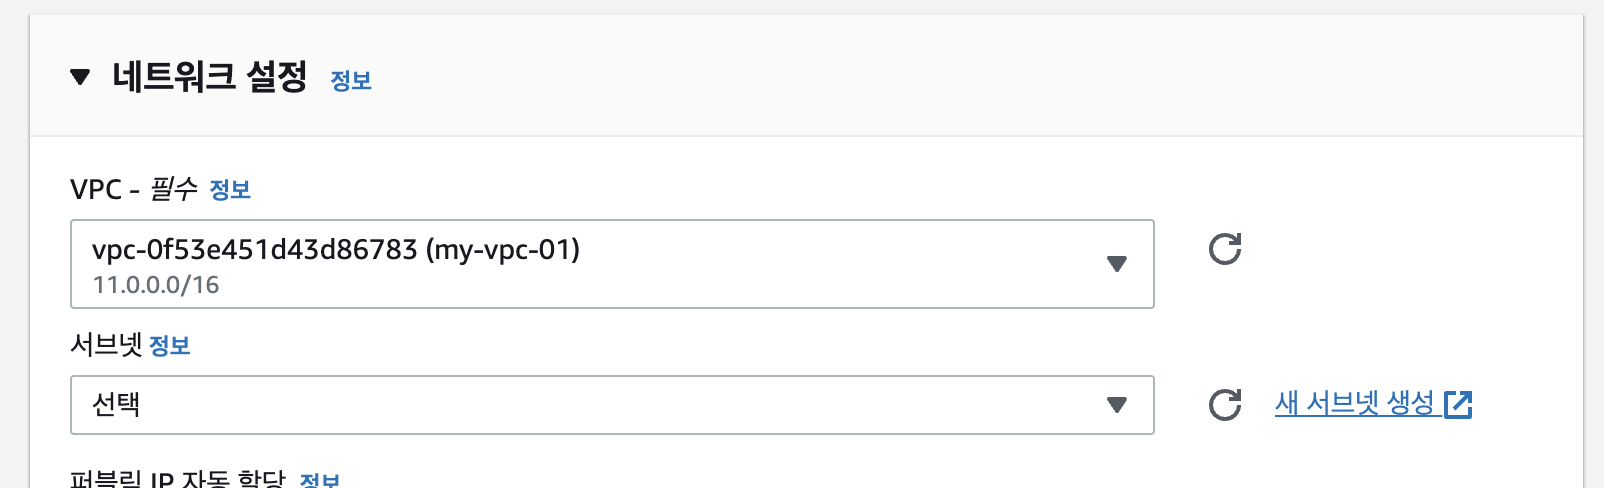 네트워크 설정 정보
VPC - 필수 정보
vpc-0f53e451d43d86783 (my-vpc-01)
11.0.0.0/16
서브넷 정보
선택
새 서브넷 생성
퍼블릭 IP 자동 할당 정보